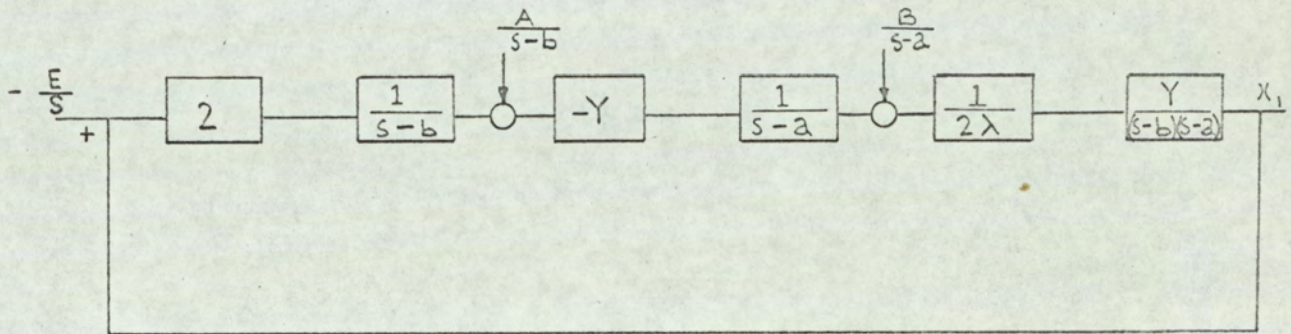 A/(s-b)
B/(s-a)
- E/S
+
2
1/(s-b)
-Y
1/(s-a)
1/(2λ)
Y/((s-b)(s-a))
X₁